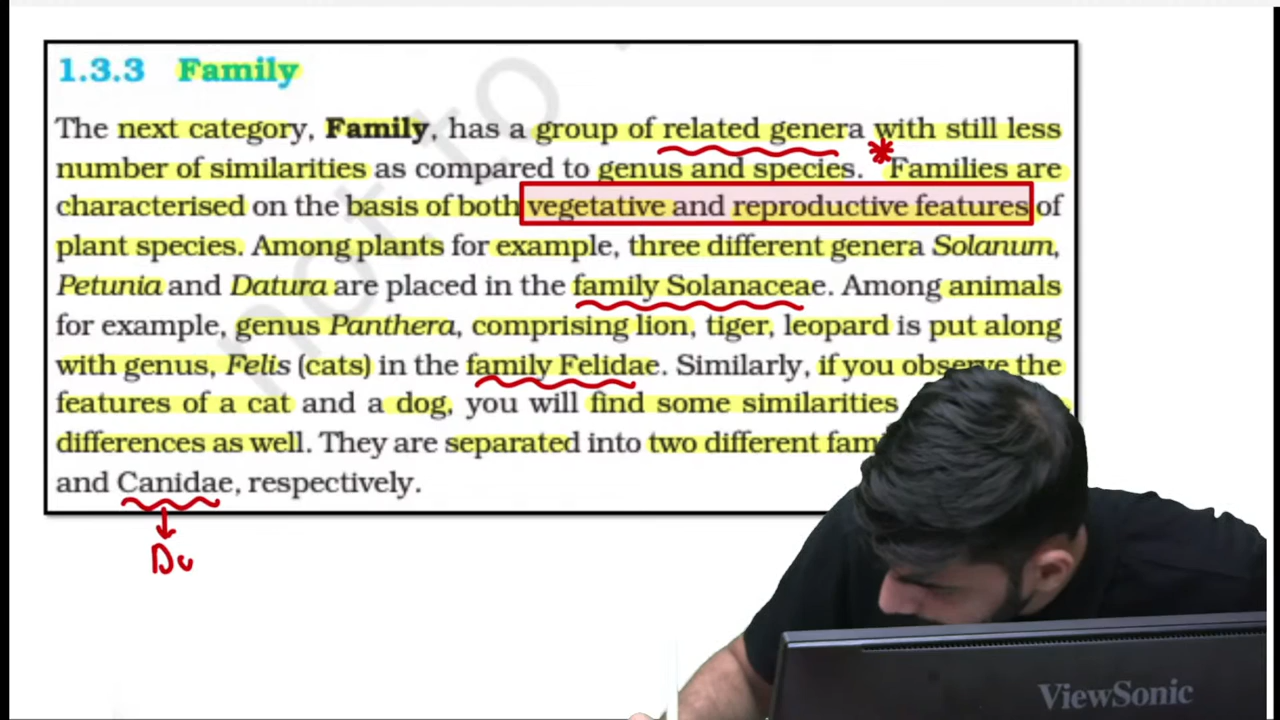 1.3.3 Family
The next category, Family, has a group of related genera with still less
number of similarities as compared to genus and species. *Families are
characterised on the basis of both vegetative and reproductive features of
plant species. Among plants for example, three different genera Solanum,
Petunia and Datura are placed in the family Solanaceae. Among animals
for example, genus Panthera, comprising lion, tiger, leopard is put along
with genus, Felis (cats) in the family Felidae. Similarly, if you observe the
features of a cat and a dog, you will find some similarities
differences as well. They are separated into two different
and Canidae, respectively.
not to
Do
ViewSonic